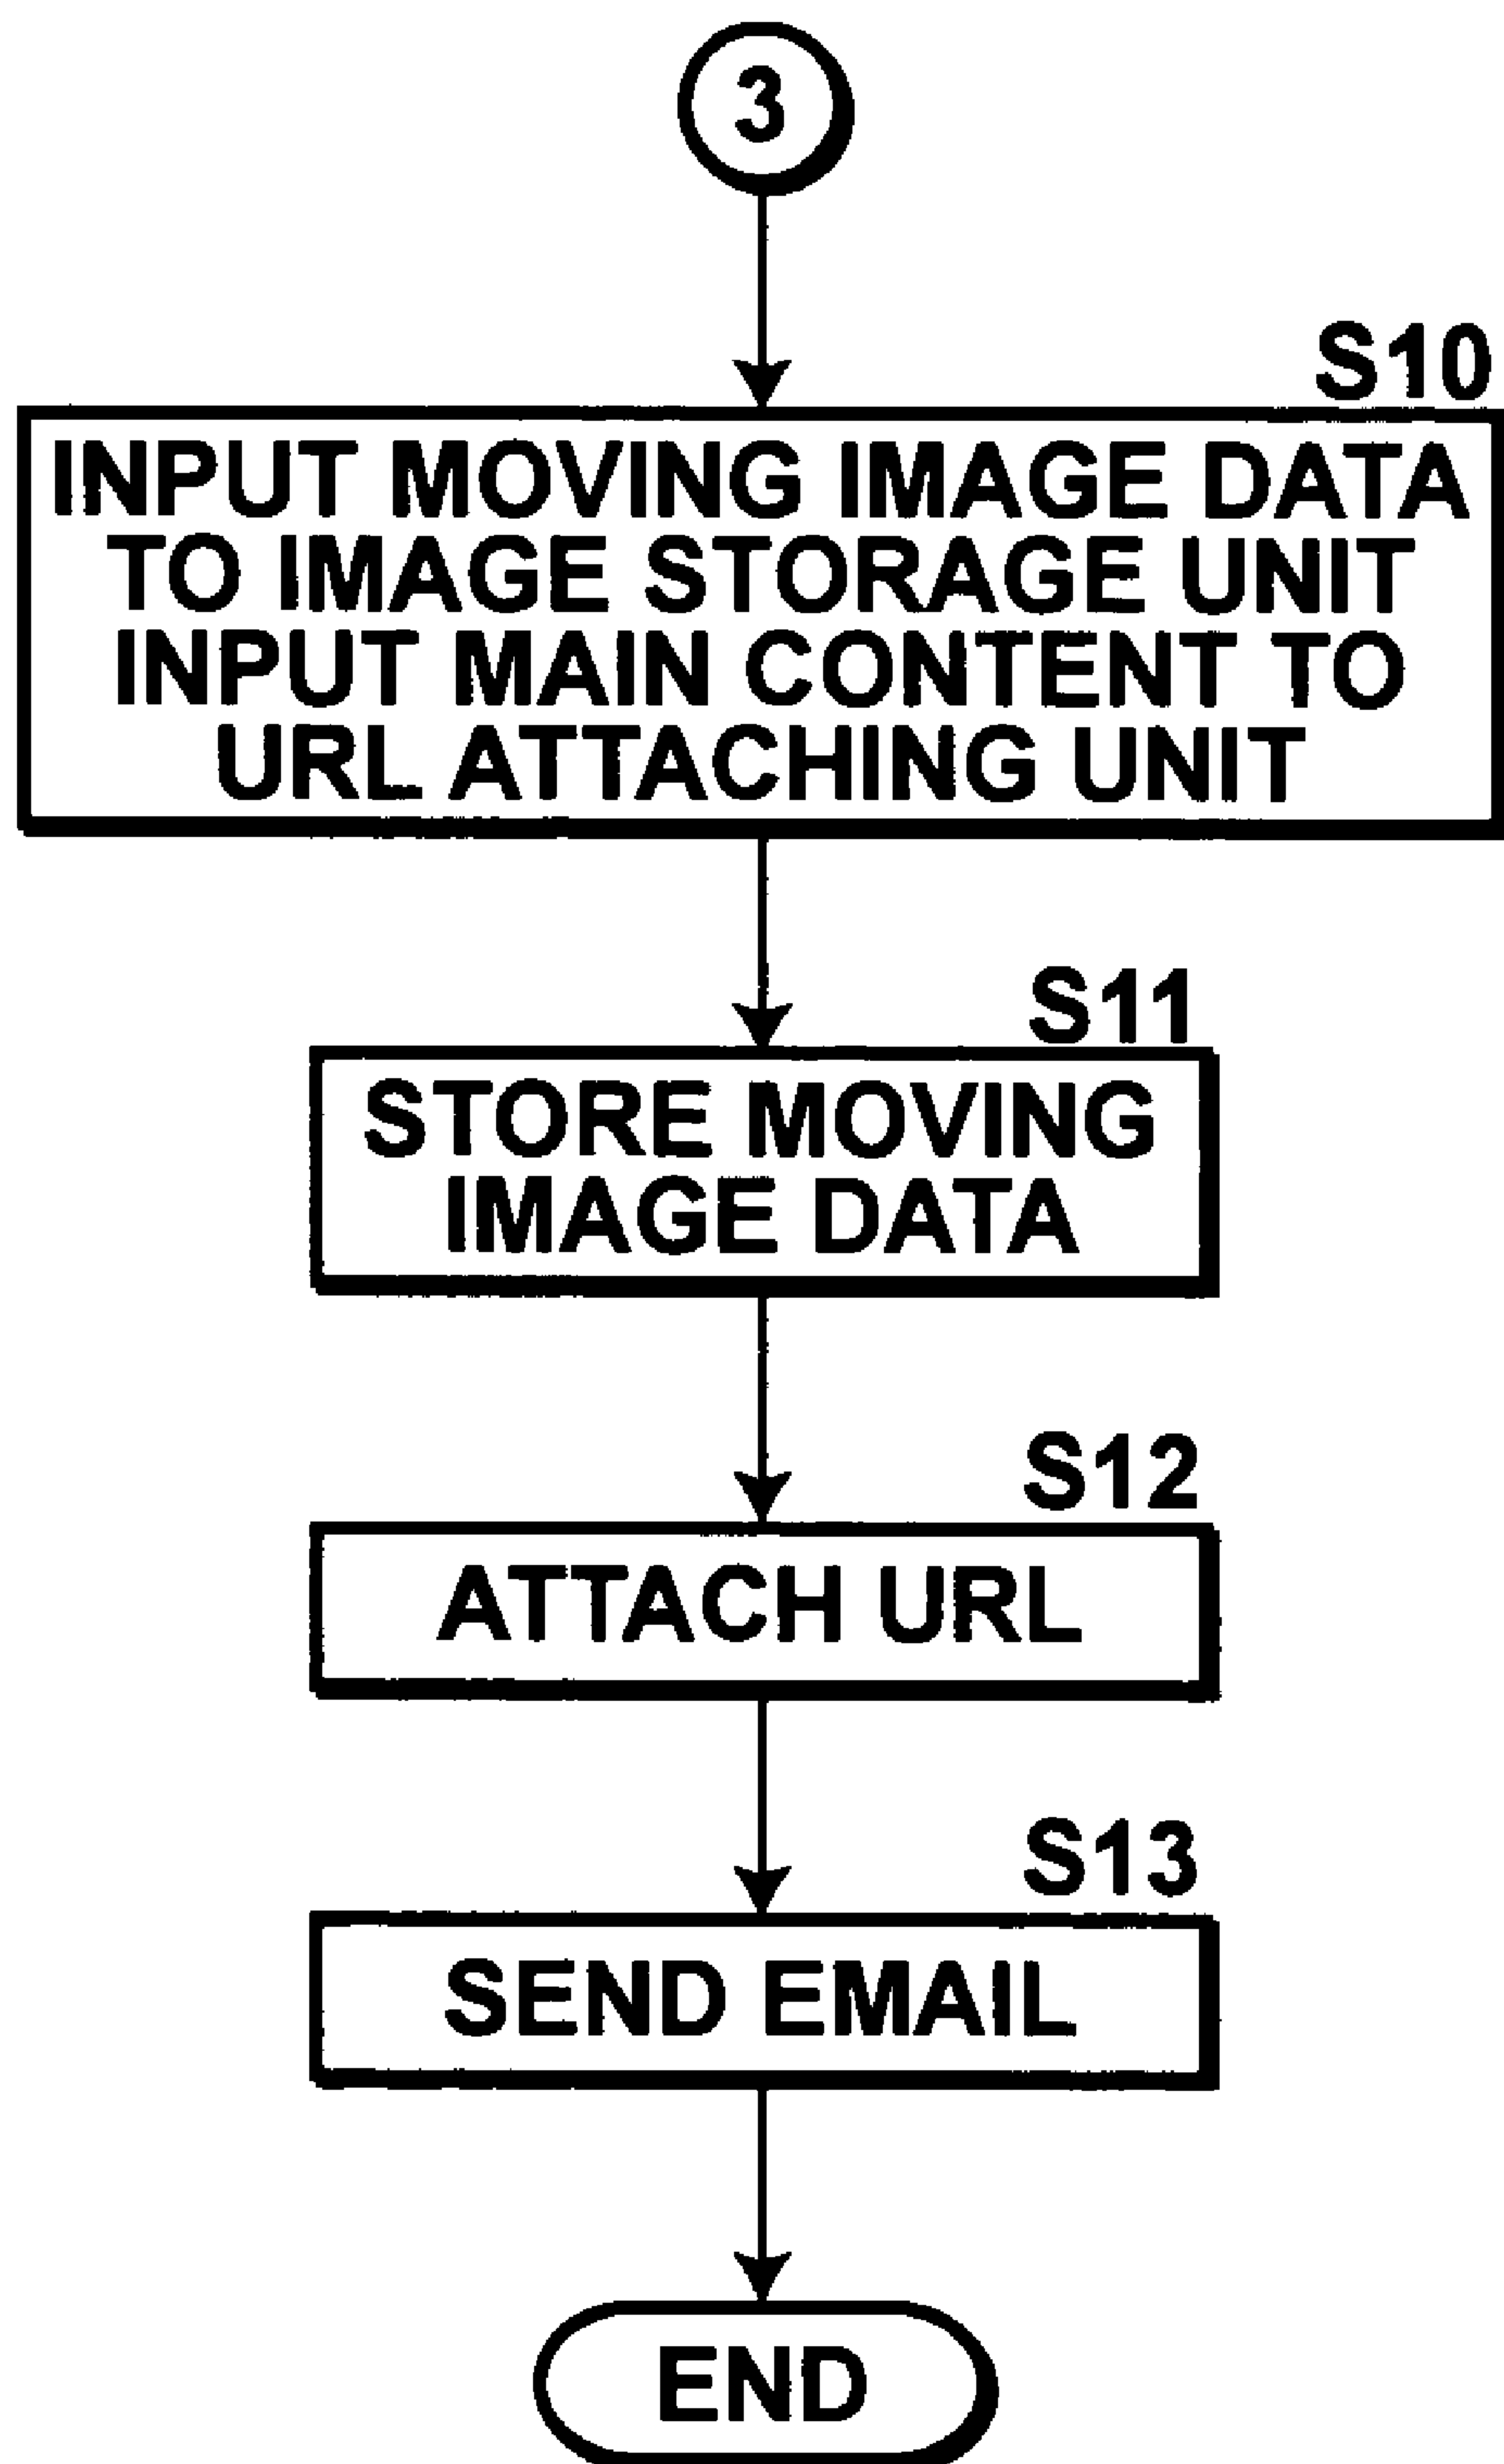 3
S10
INPUT MOVING IMAGE DATA
TO IMAGE STORAGE UNIT
INPUT MAIN CONTENT TO
URL ATTACHING UNIT
S11
STORE MOVING
IMAGE DATA
S12
ATTACH URL
S13
SEND EMAIL
END